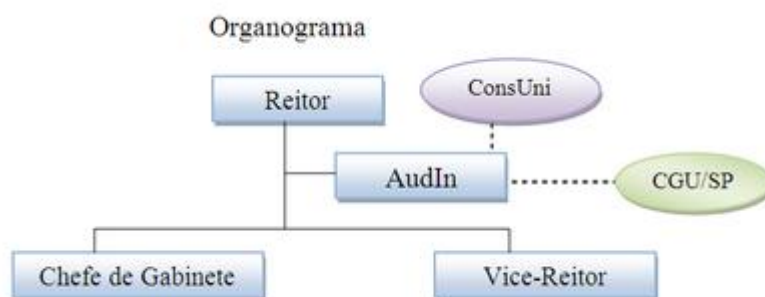 Organograma
ConsUni
Reitor
AudIn
CGU/SP
Chefe de Gabinete
Vice-Reitor